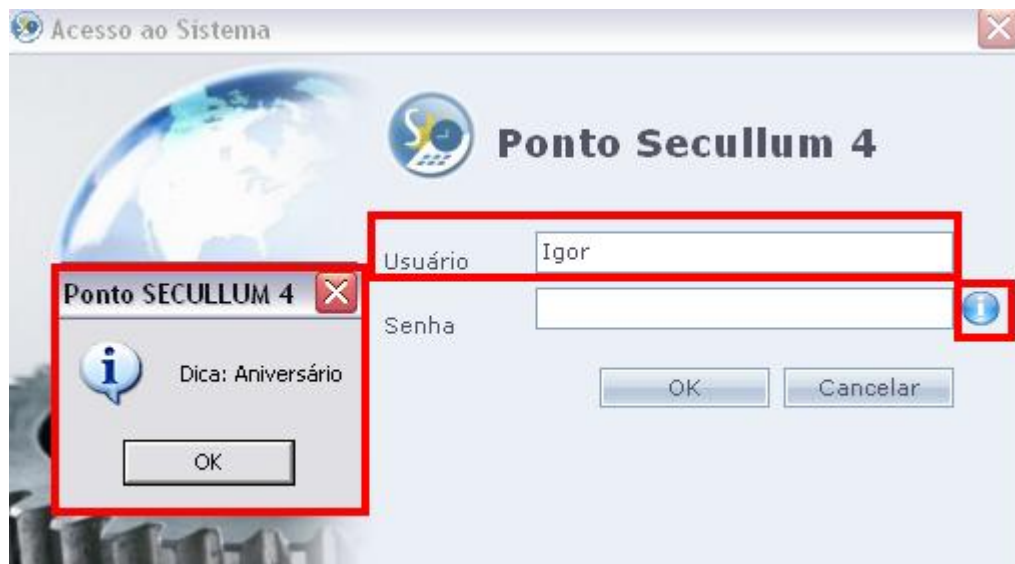 Acesso ao Sistema
Ponto Secullum 4
Usuário
Igor
Senha
OK
Cancelar
Ponto SECULLUM 4
Dica: Aniversário
OK